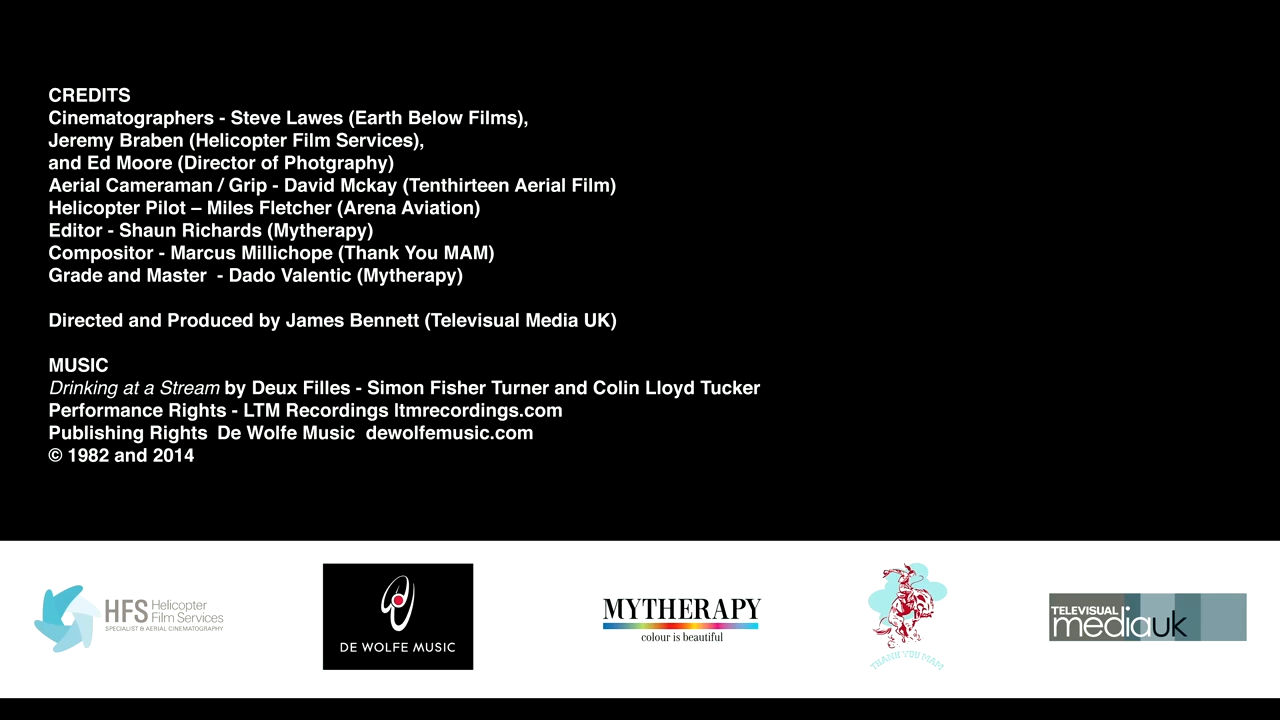 CREDITS
Cinematographers - Steve Lawes (Earth Below Films),
Jeremy Braben (Helicopter Film Services),
and Ed Moore (Director of Photgraphy)
Aerial Cameraman / Grip - David Mckay (Tenthirteen Aerial Film)
Helicopter Pilot – Miles Fletcher (Arena Aviation)
Editor - Shaun Richards (Mytherapy)
Compositor - Marcus Millichope (Thank You MAM)
Grade and Master  - Dado Valentic (Mytherapy)
Directed and Produced by James Bennett (Televisual Media UK)
MUSIC
Drinking at a Stream by Deux Filles - Simon Fisher Turner and Colin Lloyd Tucker
Performance Rights - LTM Recordings ltmrecordings.com
Publishing Rights  De Wolfe Music  dewolfemusic.com
© 1982 and 2014
HFS Helicopter
Film Services
SPECIALIST & AERIAL CINEMATOGRAPHY
DE WOLFE MUSIC
MYTHERAPY
colour is beautiful
THANK YOU MAM
TELEVISUAL
mediauk